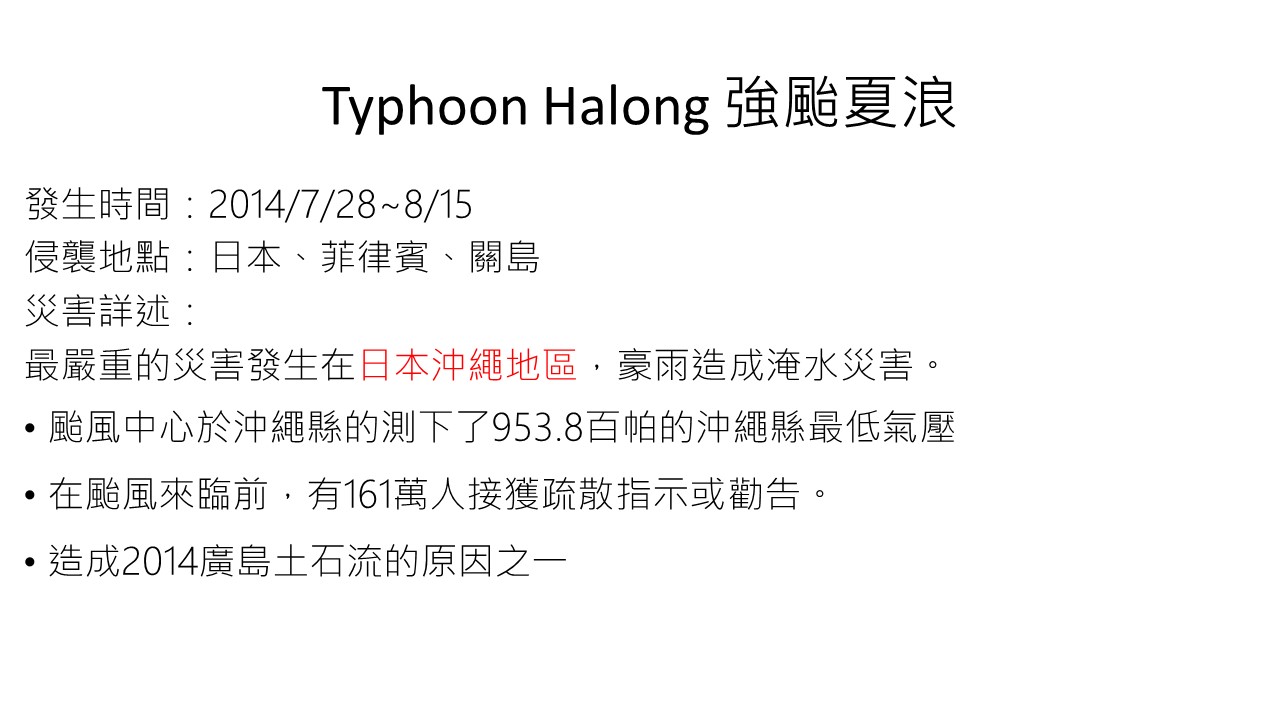 Typhoon Halong 強颱夏浪
發生時間：2014/7/28~8/15
侵襲地點：日本、菲律賓、關島
災害詳述：
最嚴重的災害發生在日本沖繩地區，豪雨造成淹水災害。
• 颱風中心於沖繩縣的測下了953.8百帕的沖繩縣最低氣壓
• 在颱風來臨前，有161萬人接獲疏散指示或勸告。
• 造成2014廣島土石流的原因之一